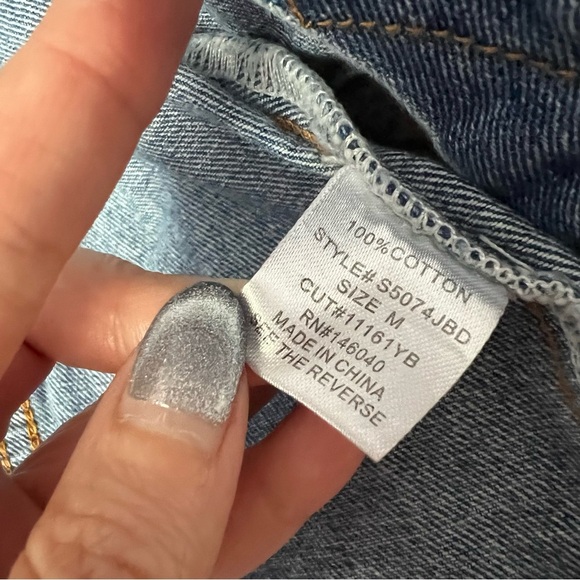 100%COTTON
STYLE# S5074JBD
SIZE M
CUT#11161YB
RN#146040
MADE IN CHINA
SEE THE REVERSE